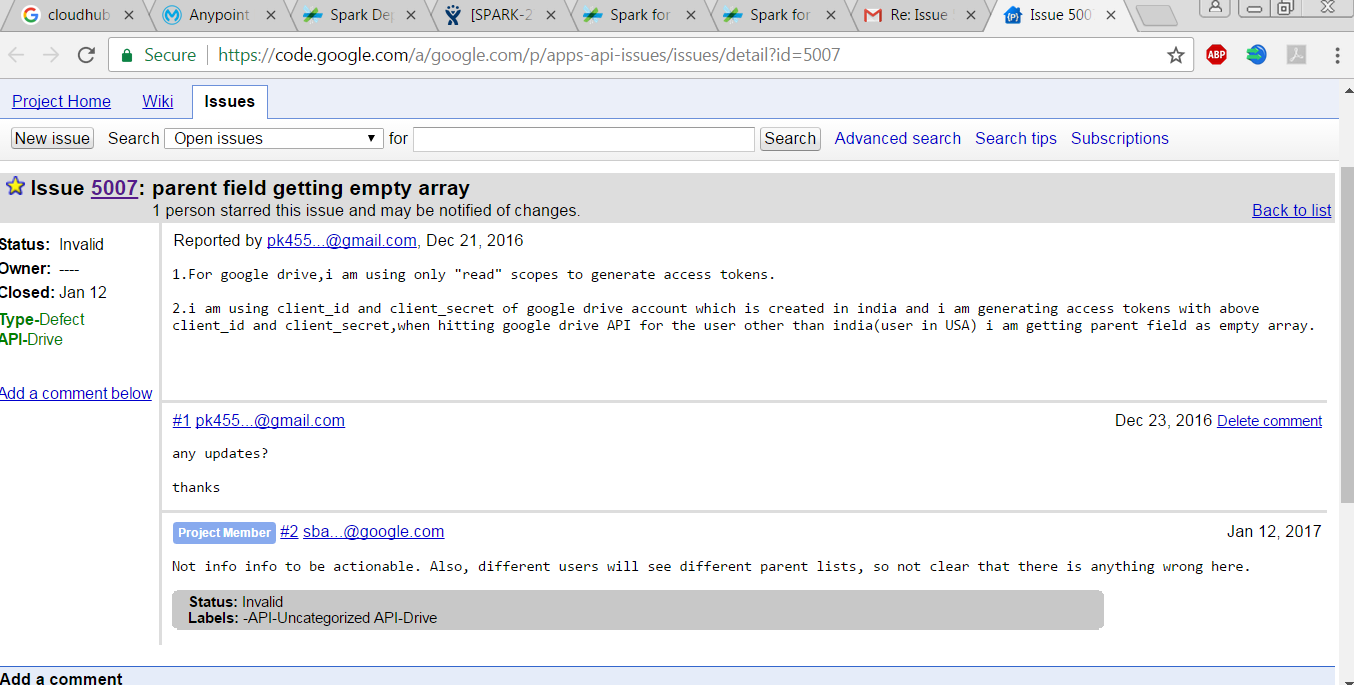 cloudhub
Anypoint
Spark Dep
[SPARK-2
Spark for
Spark for
Re: Issue
Issue 500
Secure
https://code.google.com/a/google.com/p/apps-api-issues/issues/detail?id=5007
ABP
Project Home Wiki Issues
New issue Search Open issues for Search Advanced search Search tips Subscriptions
Issue 5007: parent field getting empty array
1 person starred this issue and may be notified of changes. Back to list
Status: Invalid
Owner: ----
Closed: Jan 12
Type-Defect
API-Drive
Add a comment below
Reported by pk455...@gmail.com, Dec 21, 2016
1.For google drive,i am using only "read" scopes to generate access tokens.
2.i am using client_id and client_secret of google drive account which is created in india and i am generating access tokens with above
client_id and client_secret,when hitting google drive API for the user other than india(user in USA) i am getting parent field as empty array.
#1 pk455...@gmail.com Dec 23, 2016 Delete comment
any updates?
thanks
Project Member #2 sba...@google.com Jan 12, 2017
Not info info to be actionable. Also, different users will see different parent lists, so not clear that there is anything wrong here.
Status: Invalid
Labels: -API-Uncategorized API-Drive
Add a comment